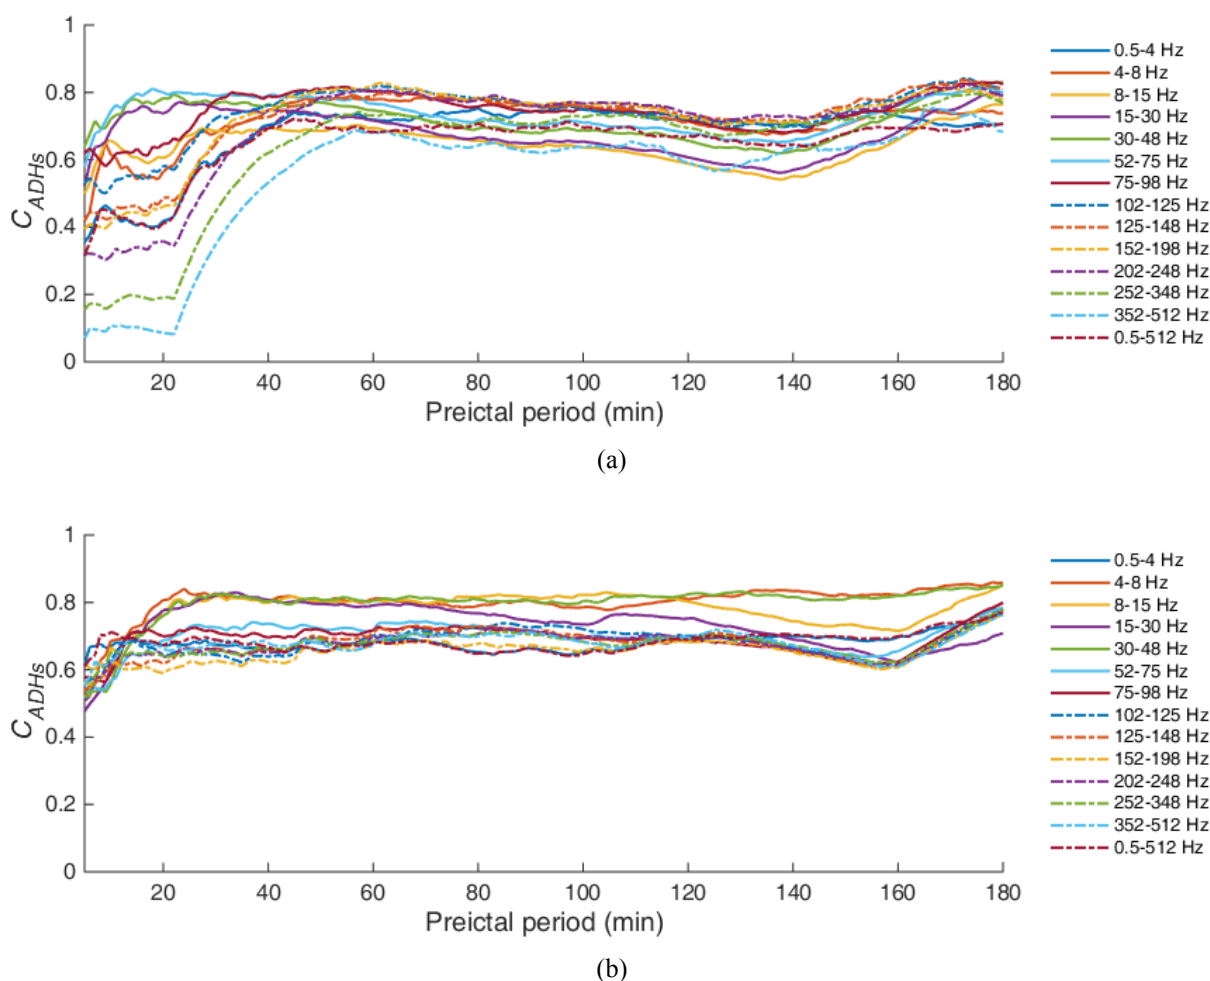 1
0.8
0.6
0.4
0.2
0
C_ADHs
20 40 60 80 100 120 140 160 180
Preictal period (min)
0.5-4 Hz
4-8 Hz
8-15 Hz
15-30 Hz
30-48 Hz
52-75 Hz
75-98 Hz
102-125 Hz
125-148 Hz
152-198 Hz
202-248 Hz
252-348 Hz
352-512 Hz
0.5-512 Hz
(a)
1
0.8
0.6
0.4
0.2
0
C_ADHs
20 40 60 80 100 120 140 160 180
Preictal period (min)
0.5-4 Hz
4-8 Hz
8-15 Hz
15-30 Hz
30-48 Hz
52-75 Hz
75-98 Hz
102-125 Hz
125-148 Hz
152-198 Hz
202-248 Hz
252-348 Hz
352-512 Hz
0.5-512 Hz
(b)